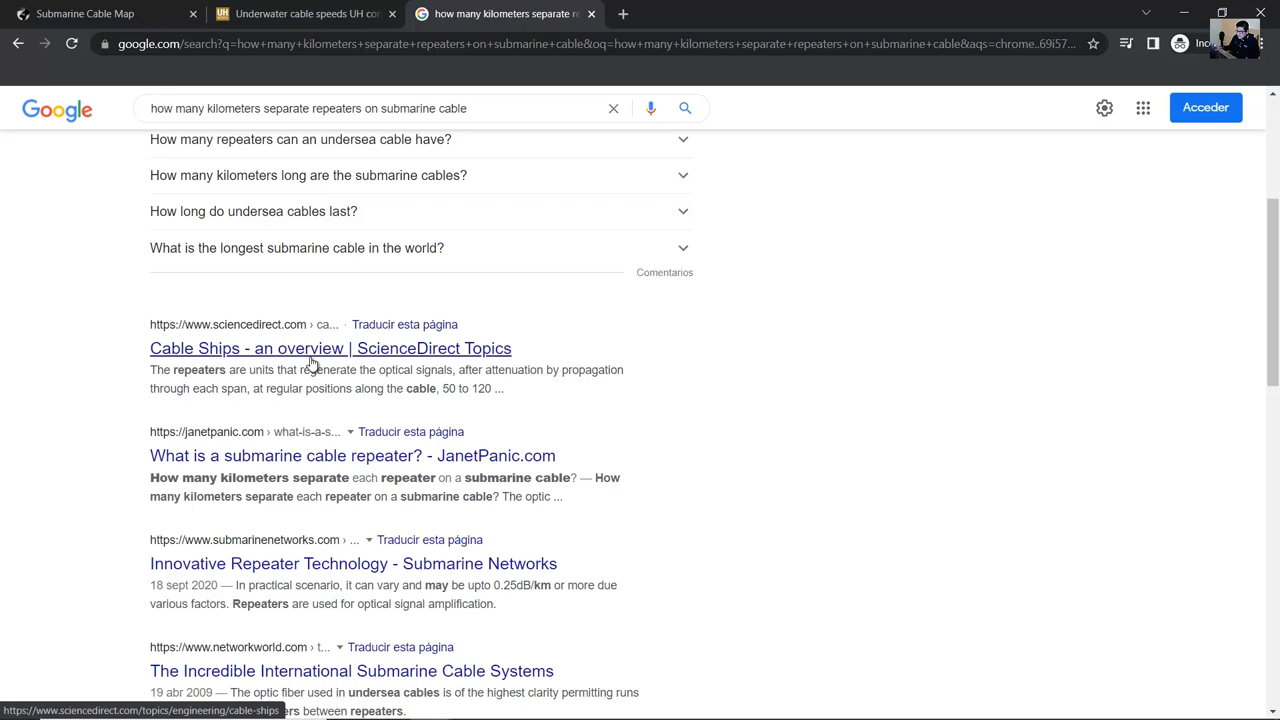 Submarine Cable Map
UH Underwater cable speeds UH co
how many kilometers separate re
google.com/search?q=how+many+kilometers+separate+repeaters+on+submarine+cable&oq=how+many+kilometers+separate+repeaters+on+submarine+cable&aqs=chrome..69i57...
Google
how many kilometers separate repeaters on submarine cable
Acceder
How many repeaters can an undersea cable have?
How many kilometers long are the submarine cables?
How long do undersea cables last?
What is the longest submarine cable in the world?
Comentarios
https://www.sciencedirect.com › ca... · Traducir esta página
Cable Ships - an overview | ScienceDirect Topics
The repeaters are units that regenerate the optical signals, after attenuation by propagation
through each span, at regular positions along the cable, 50 to 120 ...
https://janetpanic.com › what-is-a-s... Traducir esta página
What is a submarine cable repeater? - JanetPanic.com
How many kilometers separate each repeater on a submarine cable? — How
many kilometers separate each repeater on a submarine cable? The optic ...
https://www.submarinenetworks.com › ... Traducir esta página
Innovative Repeater Technology - Submarine Networks
18 sept 2020 — In practical scenario, it can vary and may be upto 0.25dB/km or more due
various factors. Repeaters are used for optical signal amplification.
https://www.networkworld.com › t... Traducir esta página
The Incredible International Submarine Cable Systems
19 abr 2009 — The optic fiber used in undersea cables is of the highest clarity permitting runs
between repeaters.
https://www.sciencedirect.com/topics/engineering/cable-ships